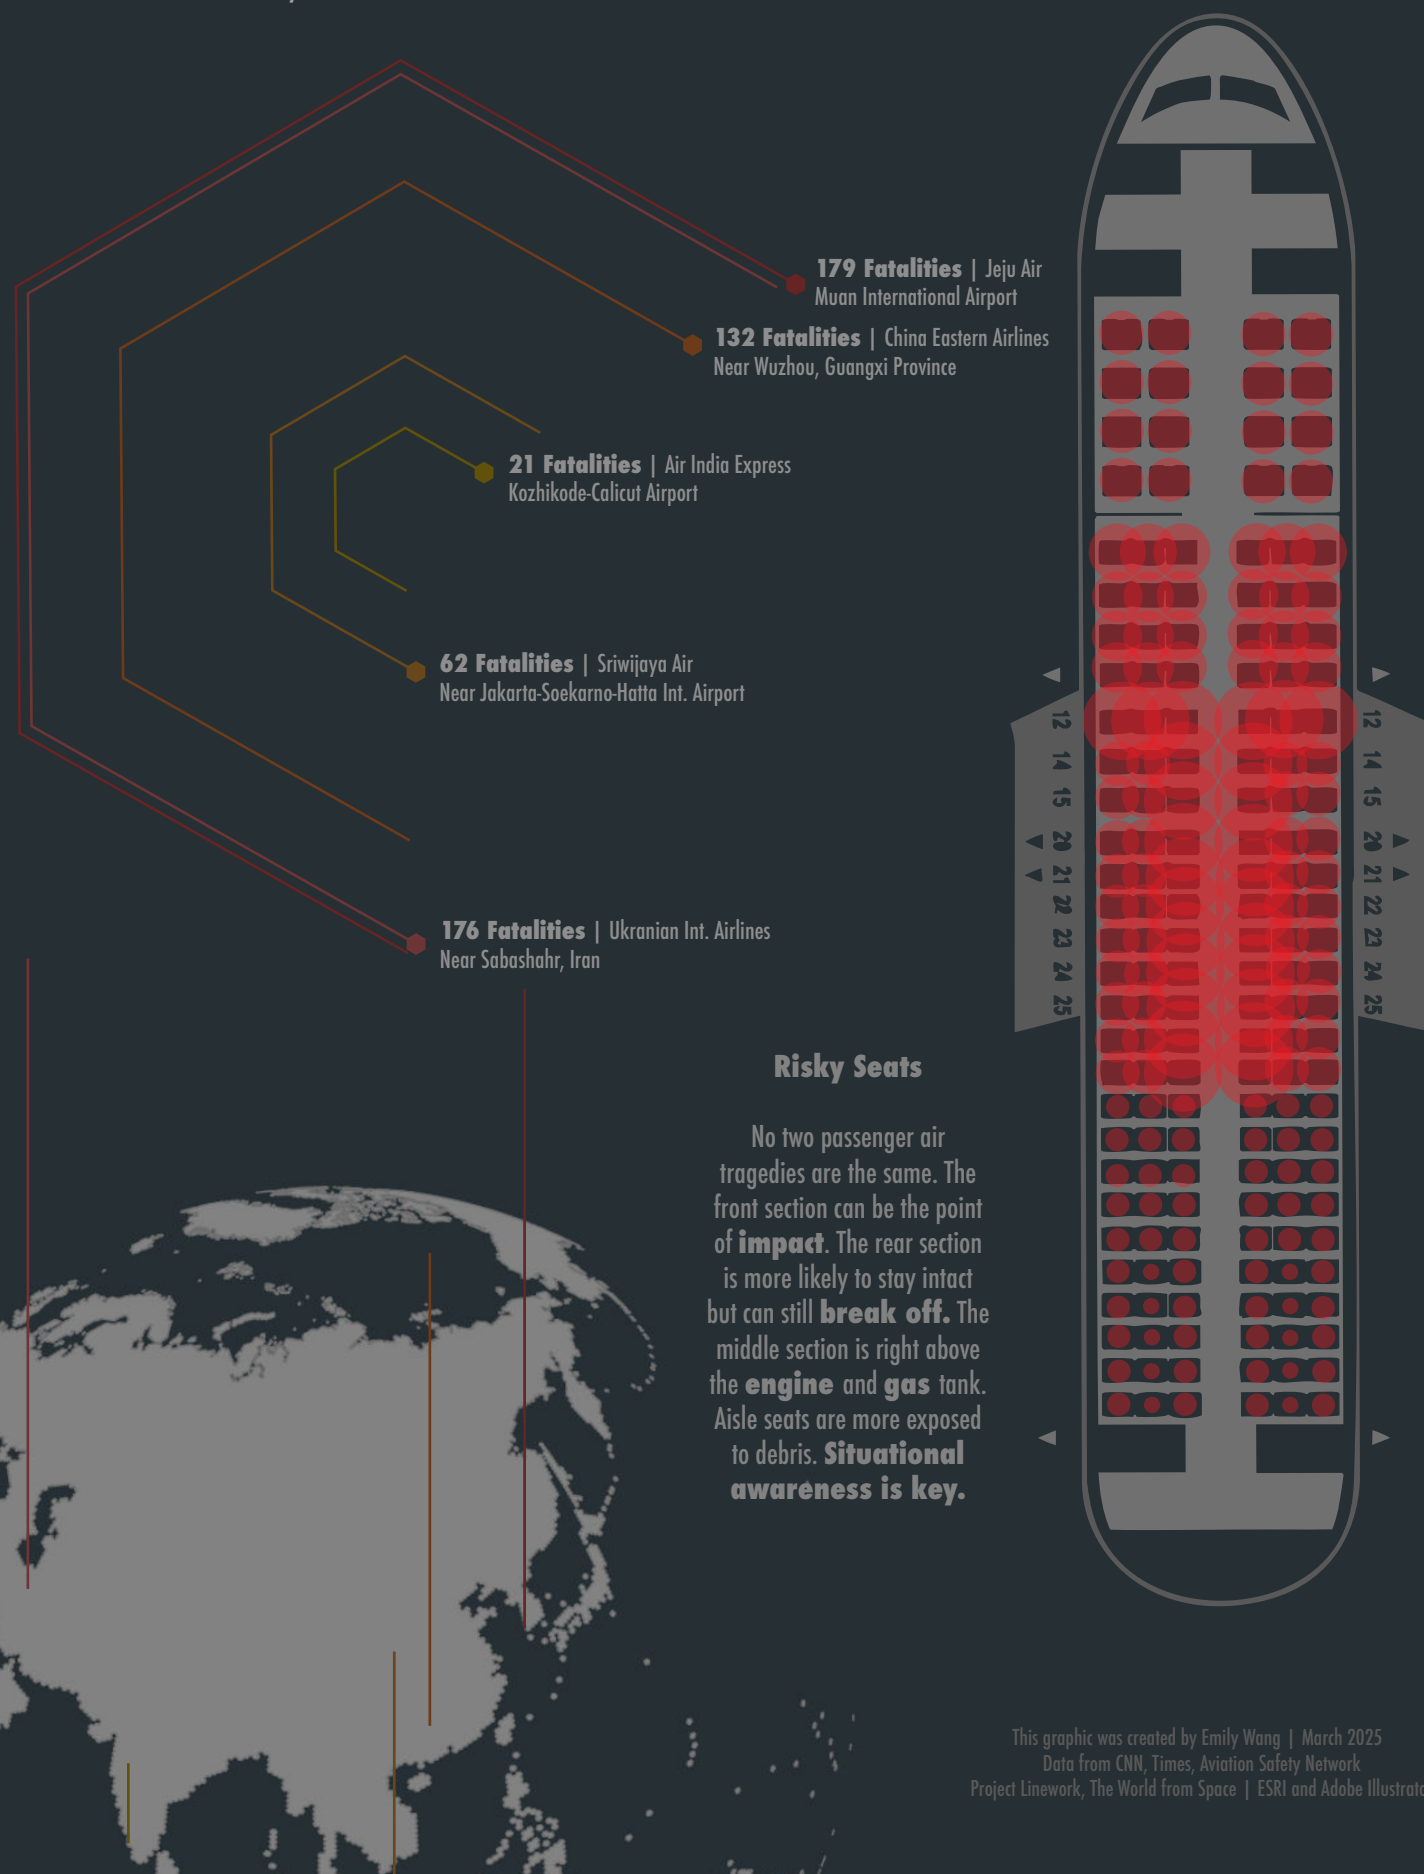 179 Fatalities | Jeju Air
Muan International Airport
132 Fatalities | China Eastern Airlines
Near Wuzhou, Guangxi Province
21 Fatalities | Air India Express
Kozhikode-Calicut Airport
62 Fatalities | Sriwijaya Air
Near Jakarta-Soekarno-Hatta Int. Airport
176 Fatalities | Ukranian Int. Airlines
Near Sabashahr, Iran
12 12
14 14
15 15
20 20
21 21
22 22
23 23
24 24
25 25
Risky Seats
No two passenger air
tragedies are the same. The
front section can be the point
of impact. The rear section
is more likely to stay intact
but can still break off. The
middle section is right above
the engine and gas tank.
Aisle seats are more exposed
to debris. Situational
awareness is key.
This graphic was created by Emily Wang | March 2025
Data from CNN, Times, Aviation Safety Network
Project Linework, The World from Space | ESRI and Adobe Illustrato